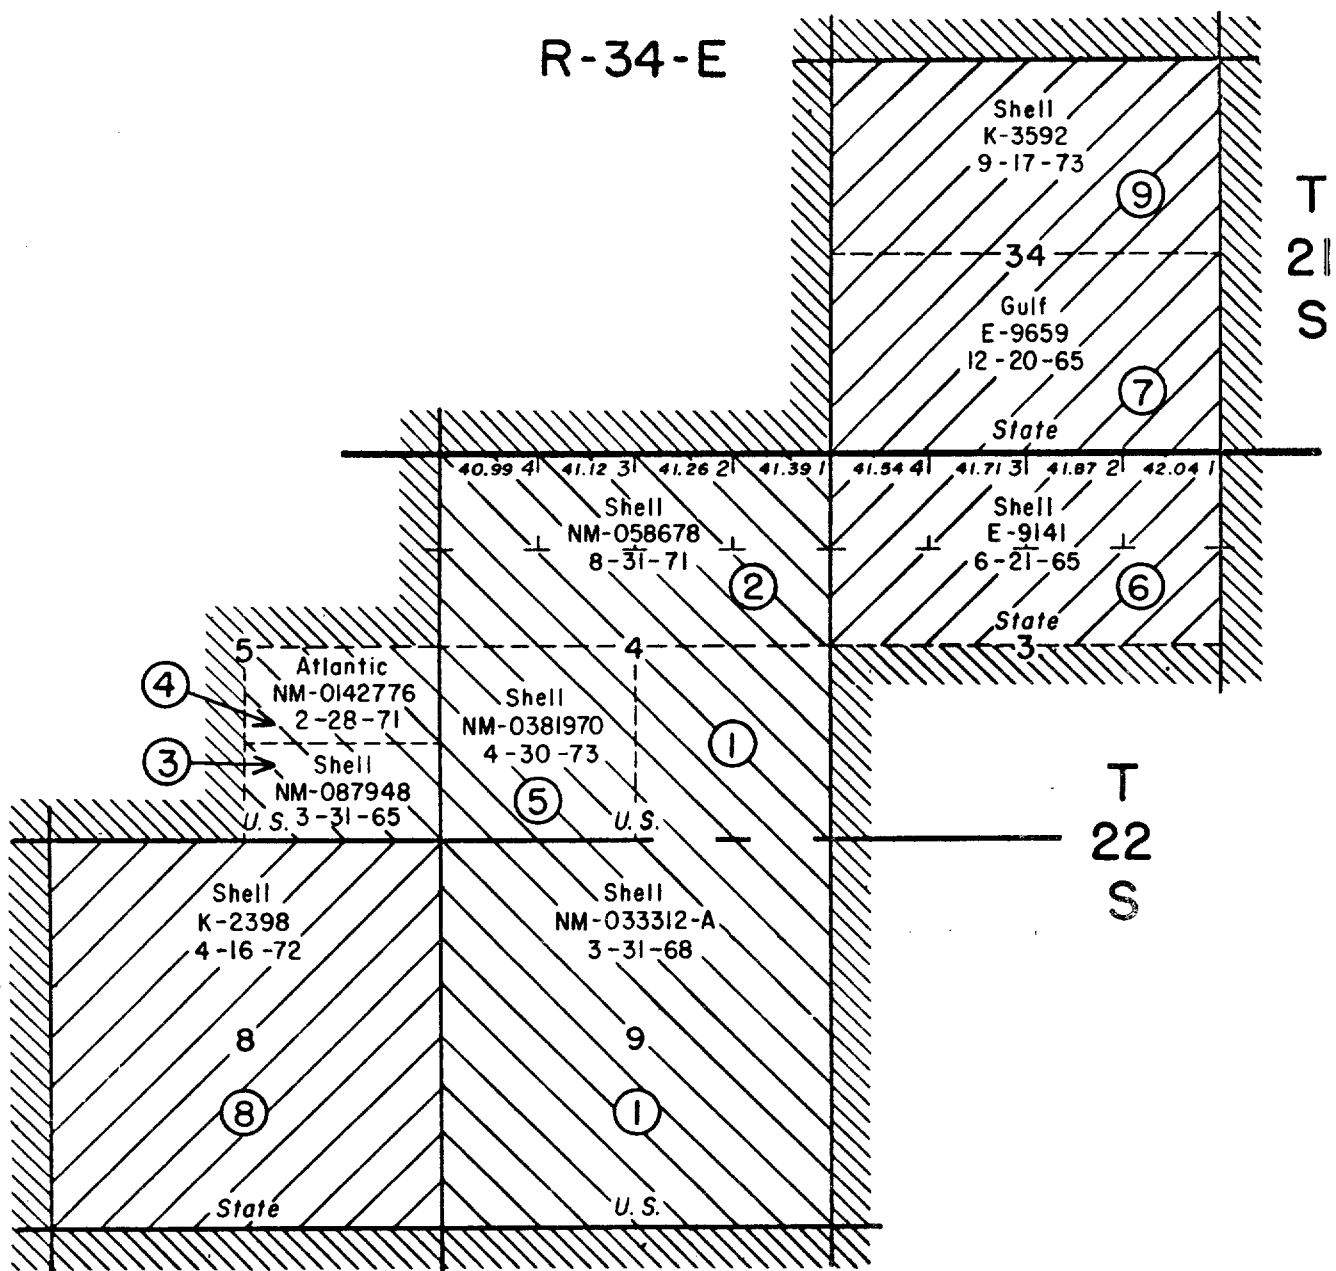 R-34-E
Shell
K-3592
9-17-73
9
T
21
S
34
Gulf
E-9659
12-20-65
7
State
40.99 4 41.12 3 41.26 2 41.39 1 41.54 4 41.71 3 41.87 2 42.04 1
Shell
NM-058678
8-31-71
2
Shell
E-9141
6-21-65
6
State
3
5
4
Atlantic
NM-0142776
2-28-71
4
3
Shell
NM-087948
U.S. 3-31-65
Shell
NM-0381970
4-30-73
5
U.S.
1
T
22
S
Shell
K-2398
4-16-72
8
8
State
Shell
NM-033312-A
3-31-68
9
1
U.S.